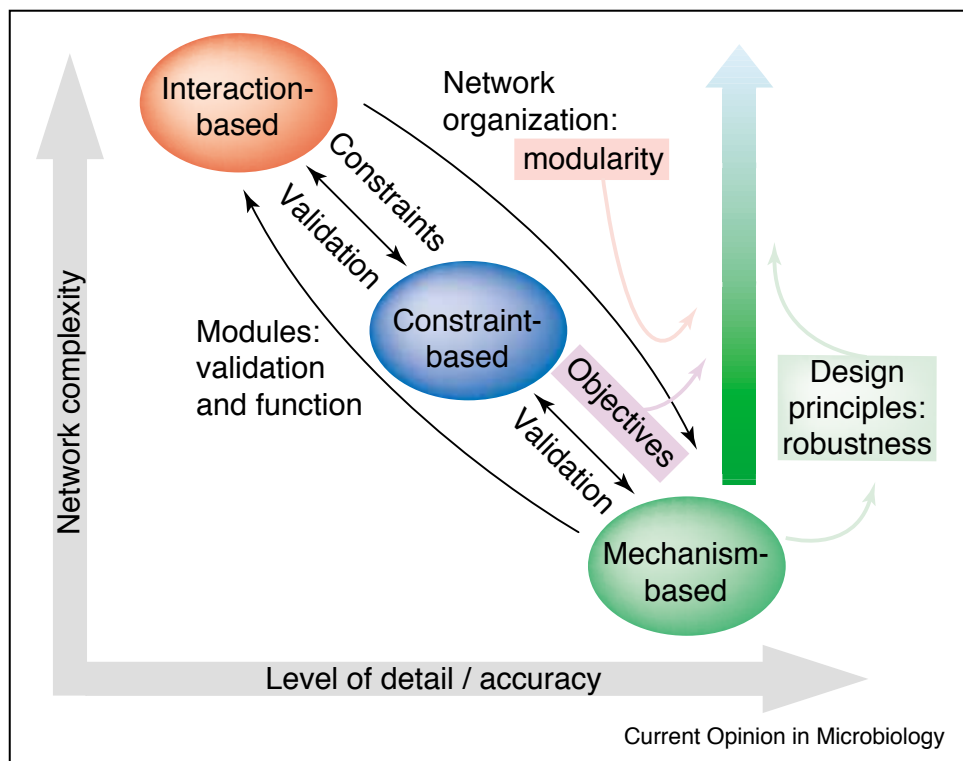 Interaction-
based
Network
organization:
modularity
Constraints
Validation
Constraint-
based
Modules:
validation
and function
Objectives
Validation
Design
principles:
robustness
Mechanism-
based
Network complexity
Level of detail / accuracy
Current Opinion in Microbiology